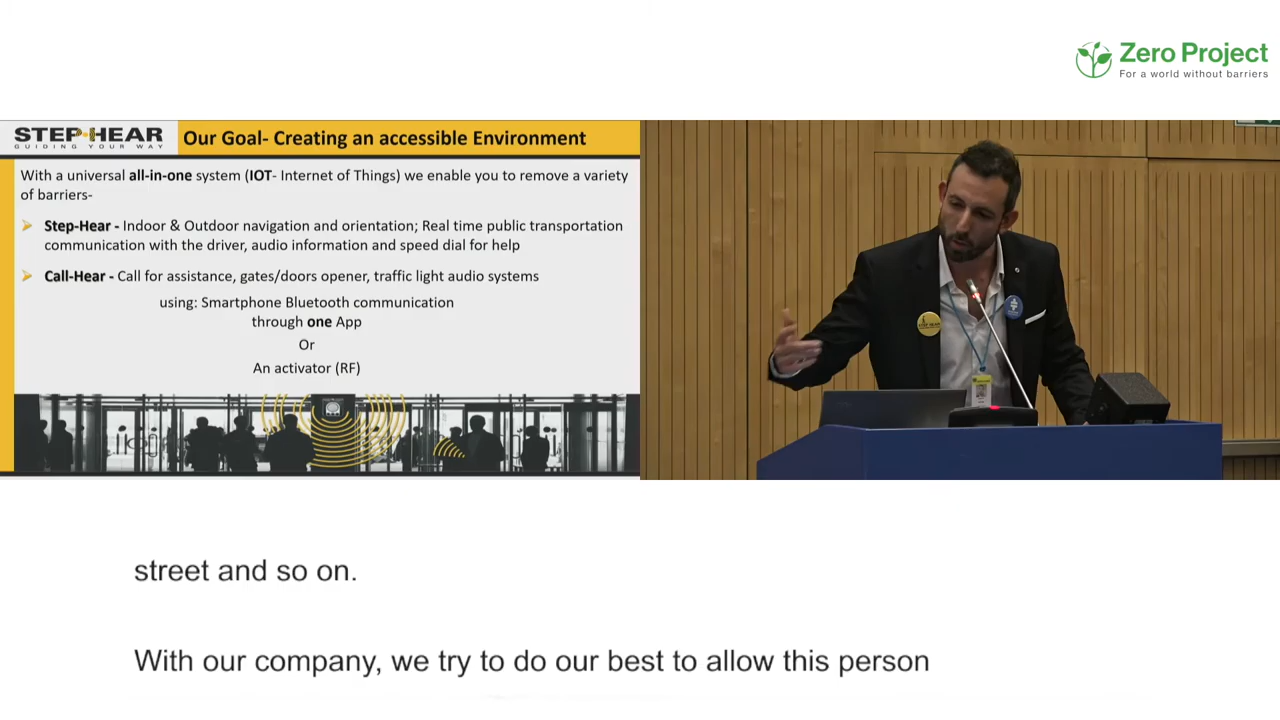 Zero Project
For a world without barriers
STEP-HEAR
GUIDING YOUR WAY
Our Goal- Creating an accessible Environment
With a universal all-in-one system (IOT- Internet of Things) we enable you to remove a variety
of barriers-
Step-Hear - Indoor & Outdoor navigation and orientation; Real time public transportation
communication with the driver, audio information and speed dial for help
Call-Hear - Call for assistance, gates/doors opener, traffic light audio systems
using: Smartphone Bluetooth communication
through one App
Or
An activator (RF)
STEP HEAR
street and so on.
With our company, we try to do our best to allow this person